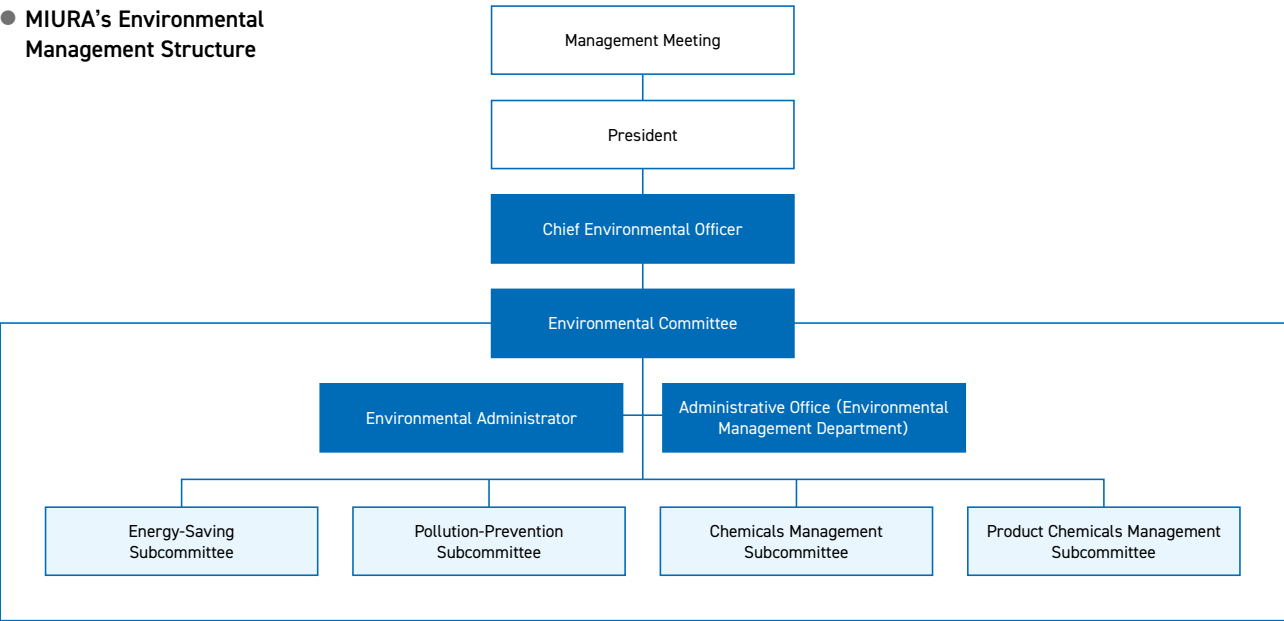 ● MIURA's Environmental
Management Structure
Management Meeting
President
Chief Environmental Officer
Environmental Committee
Environmental Administrator
Administrative Office (Environmental
Management Department)
Energy-Saving
Subcommittee
Pollution-Prevention
Subcommittee
Chemicals Management
Subcommittee
Product Chemicals Management
Subcommittee